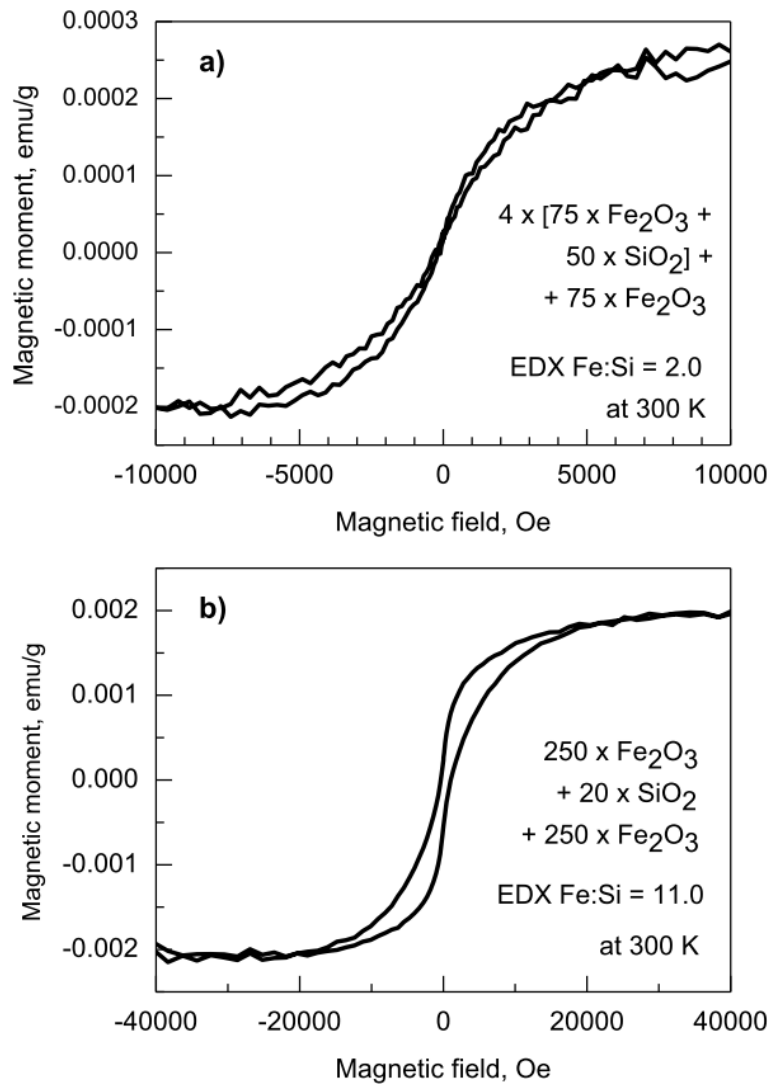 0.0003
a)
0.0002
0.0001
0.0000
-0.0001
-0.0002
Magnetic moment, emu/g
4 x [75 x Fe2O3 +
50 x SiO2] +
+ 75 x Fe2O3
EDX Fe:Si = 2.0
at 300 K
-10000 -5000 0 5000 10000
Magnetic field, Oe
b)
0.002
0.001
0.000
-0.001
-0.002
Magnetic moment, emu/g
250 x Fe2O3
+ 20 x SiO2
+ 250 x Fe2O3
EDX Fe:Si = 11.0
at 300 K
-40000 -20000 0 20000 40000
Magnetic field, Oe